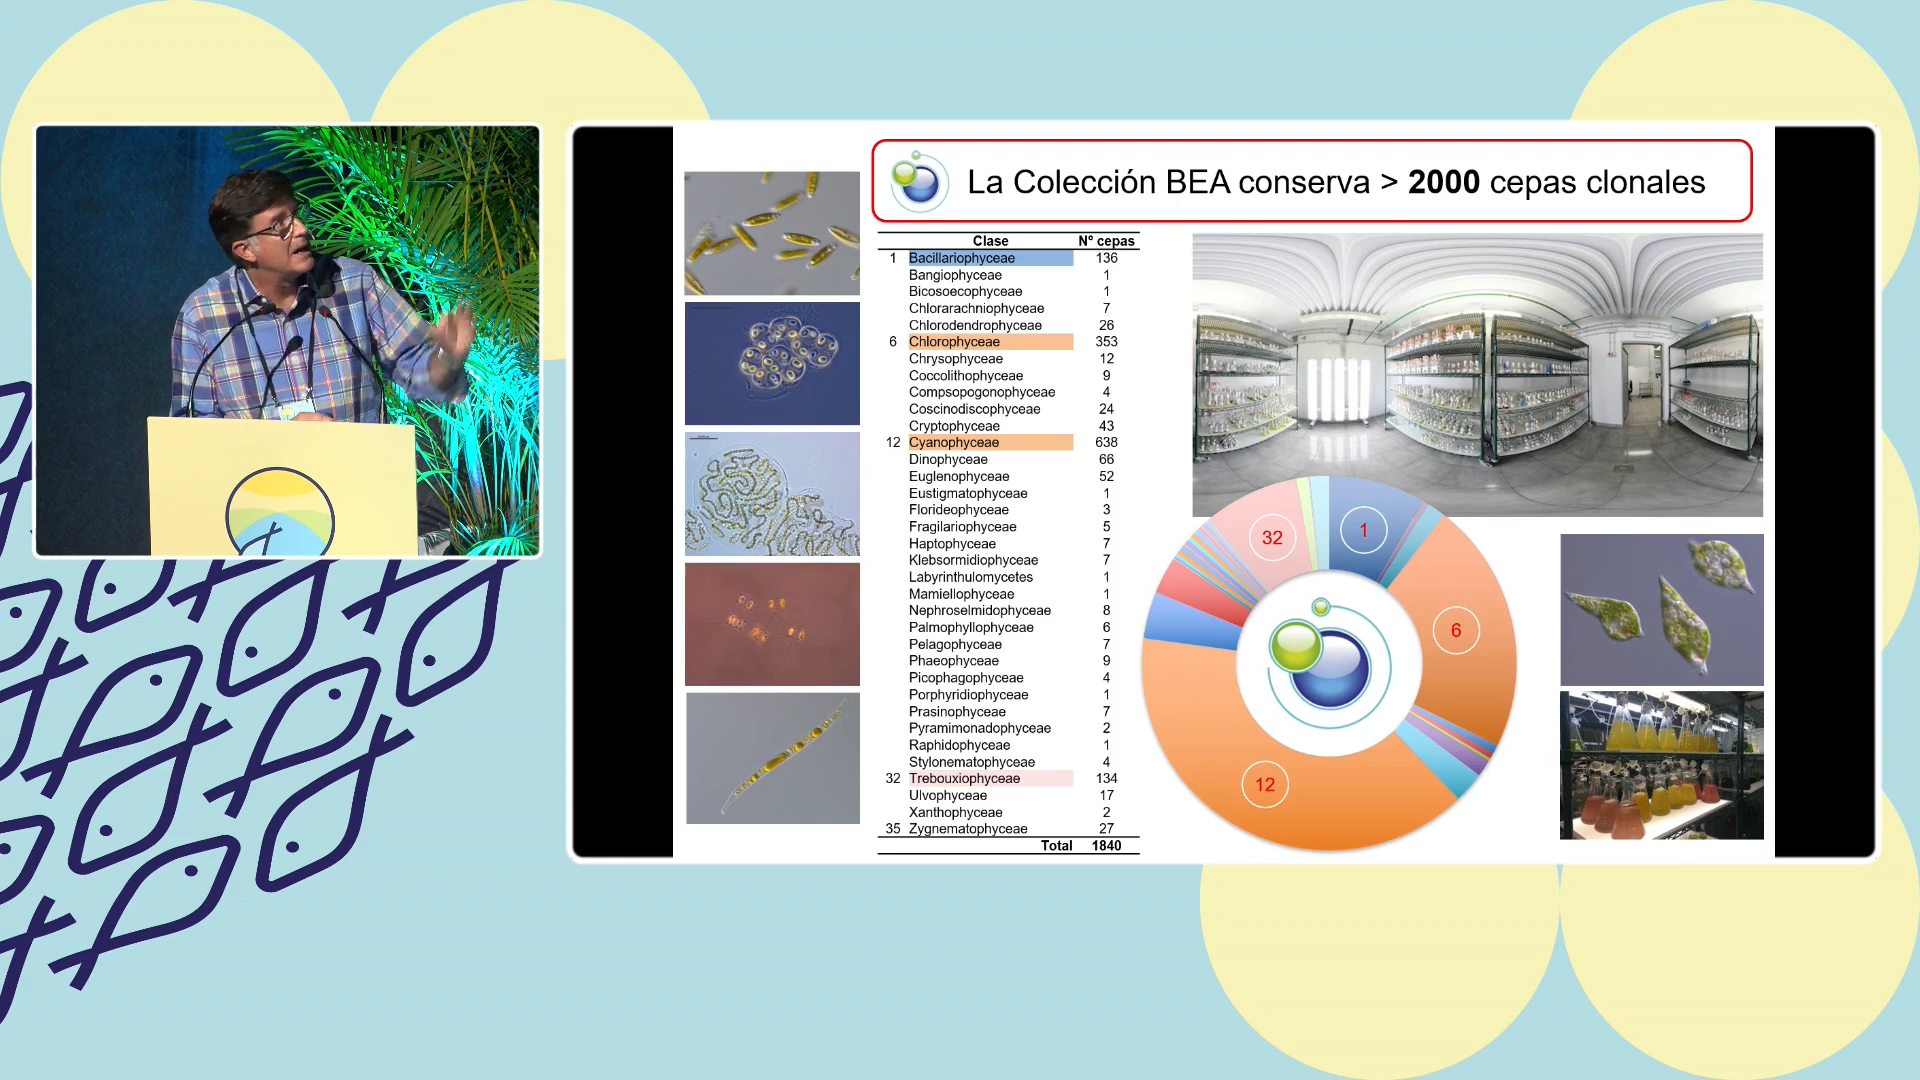 La Colección BEA conserva > 2000 cepas clonales
Clase Nº cepas
1 Bacillariophyceae 136
Bangiophyceae 1
Bicosoecophyceae 1
Chlorarachniophyceae 7
Chlorodendrophyceae 26
6 Chlorophyceae 353
Chrysophyceae 12
Coccolithophyceae 9
Compsopogonophyceae 4
Coscinodiscophyceae 24
Cryptophyceae 43
12 Cyanophyceae 638
Dinophyceae 66
Euglenophyceae 52
Eustigmatophyceae 1
Florideophyceae 3
Fragilariophyceae 5
Haptophyceae 7
Klebsormidiophyceae 7
Labyrinthulomycetes 1
Mamiellophyceae 1
Nephroselmidophyceae 8
Palmophyllophyceae 6
Pelagophyceae 7
Phaeophyceae 9
Picophagophyceae 4
Porphyridiophyceae 1
Prasinophyceae 7
Pyramimonadophyceae 2
Raphidophyceae 1
Stylonematophyceae 4
32 Trebouxiophyceae 134
Ulvophyceae 17
Xanthophyceae 2
35 Zygnematophyceae 27
Total 1840
32
1
6
12